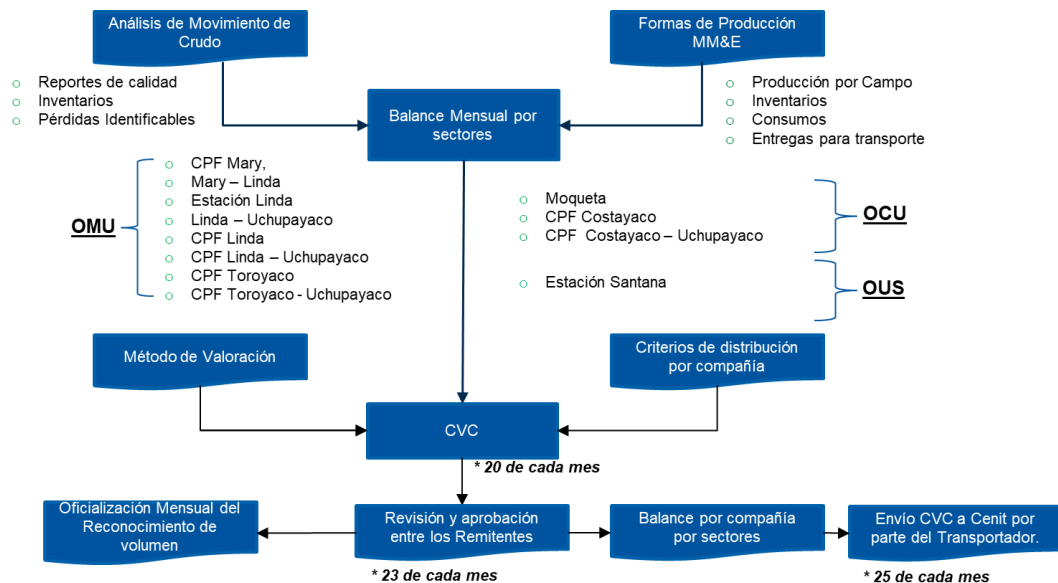 Análisis de Movimiento de
Crudo
Formas de Producción
MM&E
Reportes de calidad
Inventarios
Pérdidas Identificables
Balance Mensual por
sectores
Producción por Campo
Inventarios
Consumos
Entregas para transporte
OMU
CPF Mary,
Mary – Linda
Estación Linda
Linda – Uchupayaco
CPF Linda
CPF Linda – Uchupayaco
CPF Toroyaco
CPF Toroyaco - Uchupayaco
Moqueta
CPF Costayaco
CPF Costayaco – Uchupayaco
OCU
Estación Santana
OUS
Método de Valoración
Criterios de distribución
por compañía
CVC
* 20 de cada mes
Oficialización Mensual del
Reconocimiento de
volumen
Revisión y aprobación
entre los Remitentes
Balance por compañía
por sectores
Envío CVC a Cenit por
parte del Transportador.
* 23 de cada mes
* 25 de cada mes